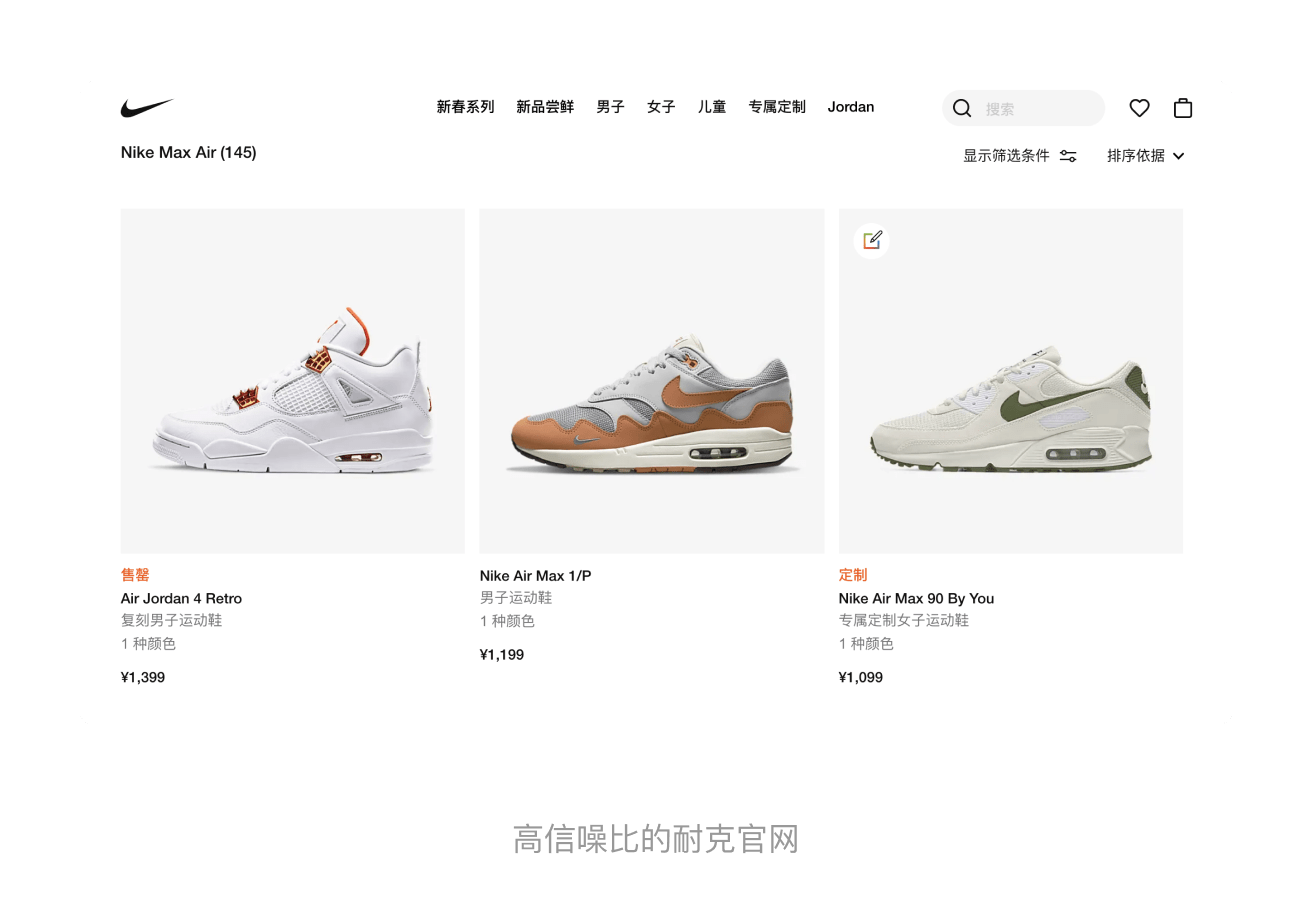 新春系列 新品尝鲜 男子 女子 儿童 专属定制 Jordan 搜索
Nike Max Air (145) 显示筛选条件 排序依据
售罄
Air Jordan 4 Retro
复刻男子运动鞋
1 种颜色
¥1,399
Nike Air Max 1/P
男子运动鞋
1 种颜色
¥1,199
定制
Nike Air Max 90 By You
专属定制女子运动鞋
1 种颜色
¥1,099
高信噪比的耐克官网